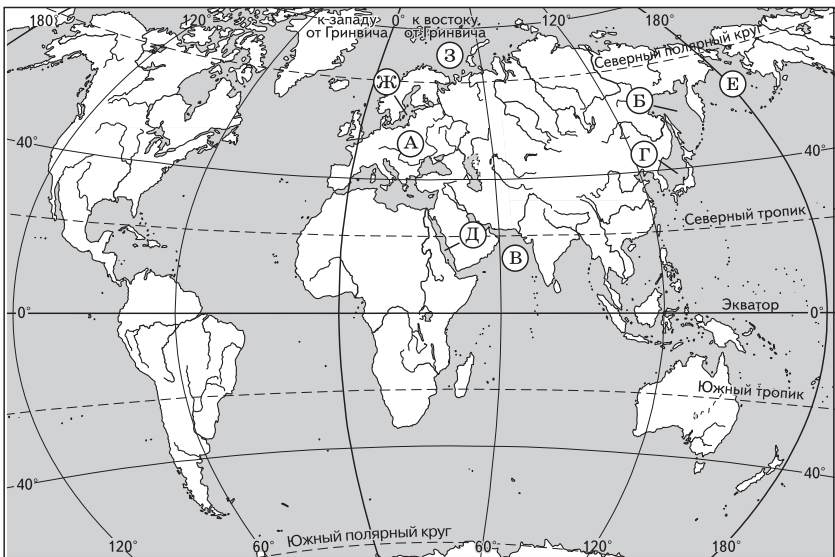 180° 120° к западу 0° к востоку 120° 180°
от Гринвича от Гринвича
Северный полярный круг
З
Ж
Е
Б
А
40° 40°
Г
Северный тропик
Д
В
Экватор
0° 0°
Южный тропик
40° 40°
Южный полярный круг
120° 60° 60° 120° 180°